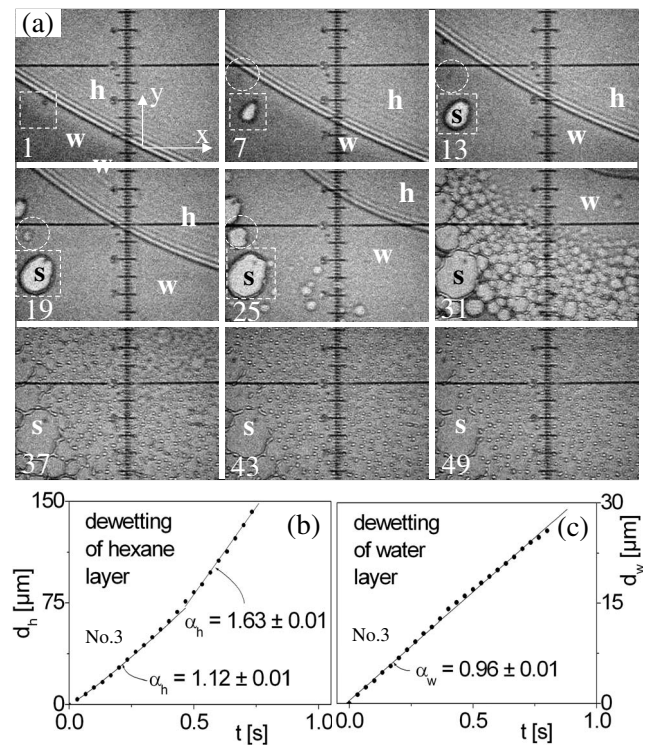 (a)
h
y
x
w
w
1
h
w
7
h
s
w
13
h
s
w
19
h
w
s
25
w
s
31
s
37
s
43
s
49
150
75
0
d_h [µm]
dewetting
of hexane
layer
(b)
No.3
α_h = 1.63 ± 0.01
α_h = 1.12 ± 0.01
0.0
0.5
1.0
t [s]
dewetting
of water
layer
(c)
30
15
0
d_w [µm]
No.3
α_w = 0.96 ± 0.01
0.0
0.5
1.0
t [s]